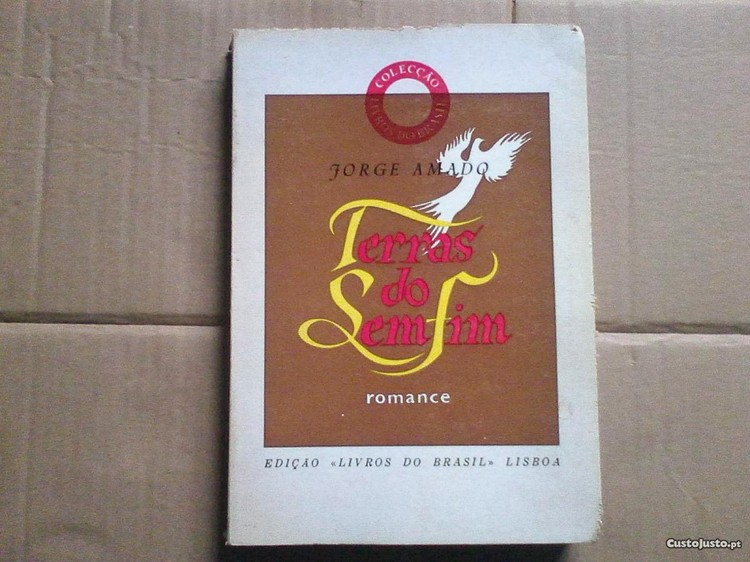 COLECÇÃO
LIVROS DO BRASIL
JORGE AMADO
Terras
do
Semfim
romance
EDIÇÃO «LIVROS DO BRASIL» LISBOA
CustoJusto.pt